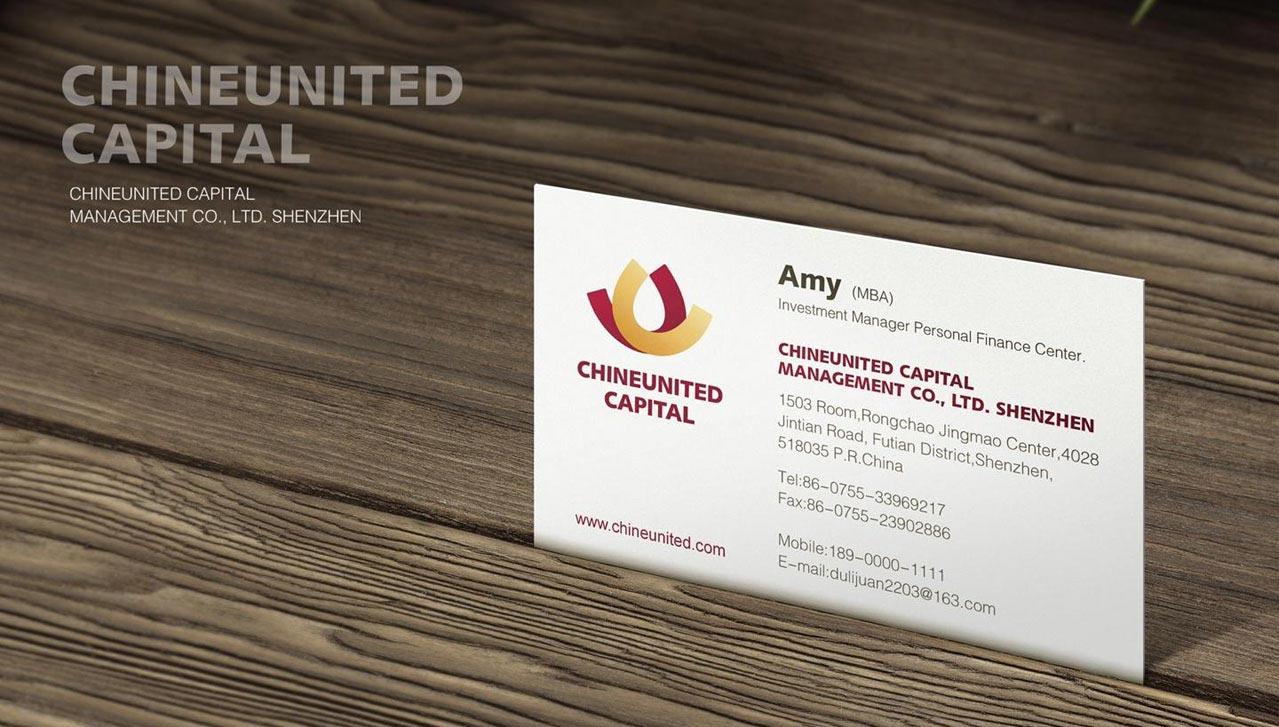 CHINEUNITED
CAPITAL
CHINEUNITED CAPITAL
MANAGEMENT CO., LTD. SHENZHEN
CHINEUNITED
CAPITAL
www.chineunited.com
Amy (MBA)
Investment Manager Personal Finance Center.
CHINEUNITED CAPITAL
MANAGEMENT CO., LTD. SHENZHEN
1503 Room,Rongchao Jingmao Center,4028
Jintian Road, Futian District,Shenzhen,
518035 P.R.China
Tel:86-0755-33969217
Fax:86-0755-23902886
Mobile:189-0000-1111
E-mail:dulijuan2203@163.com